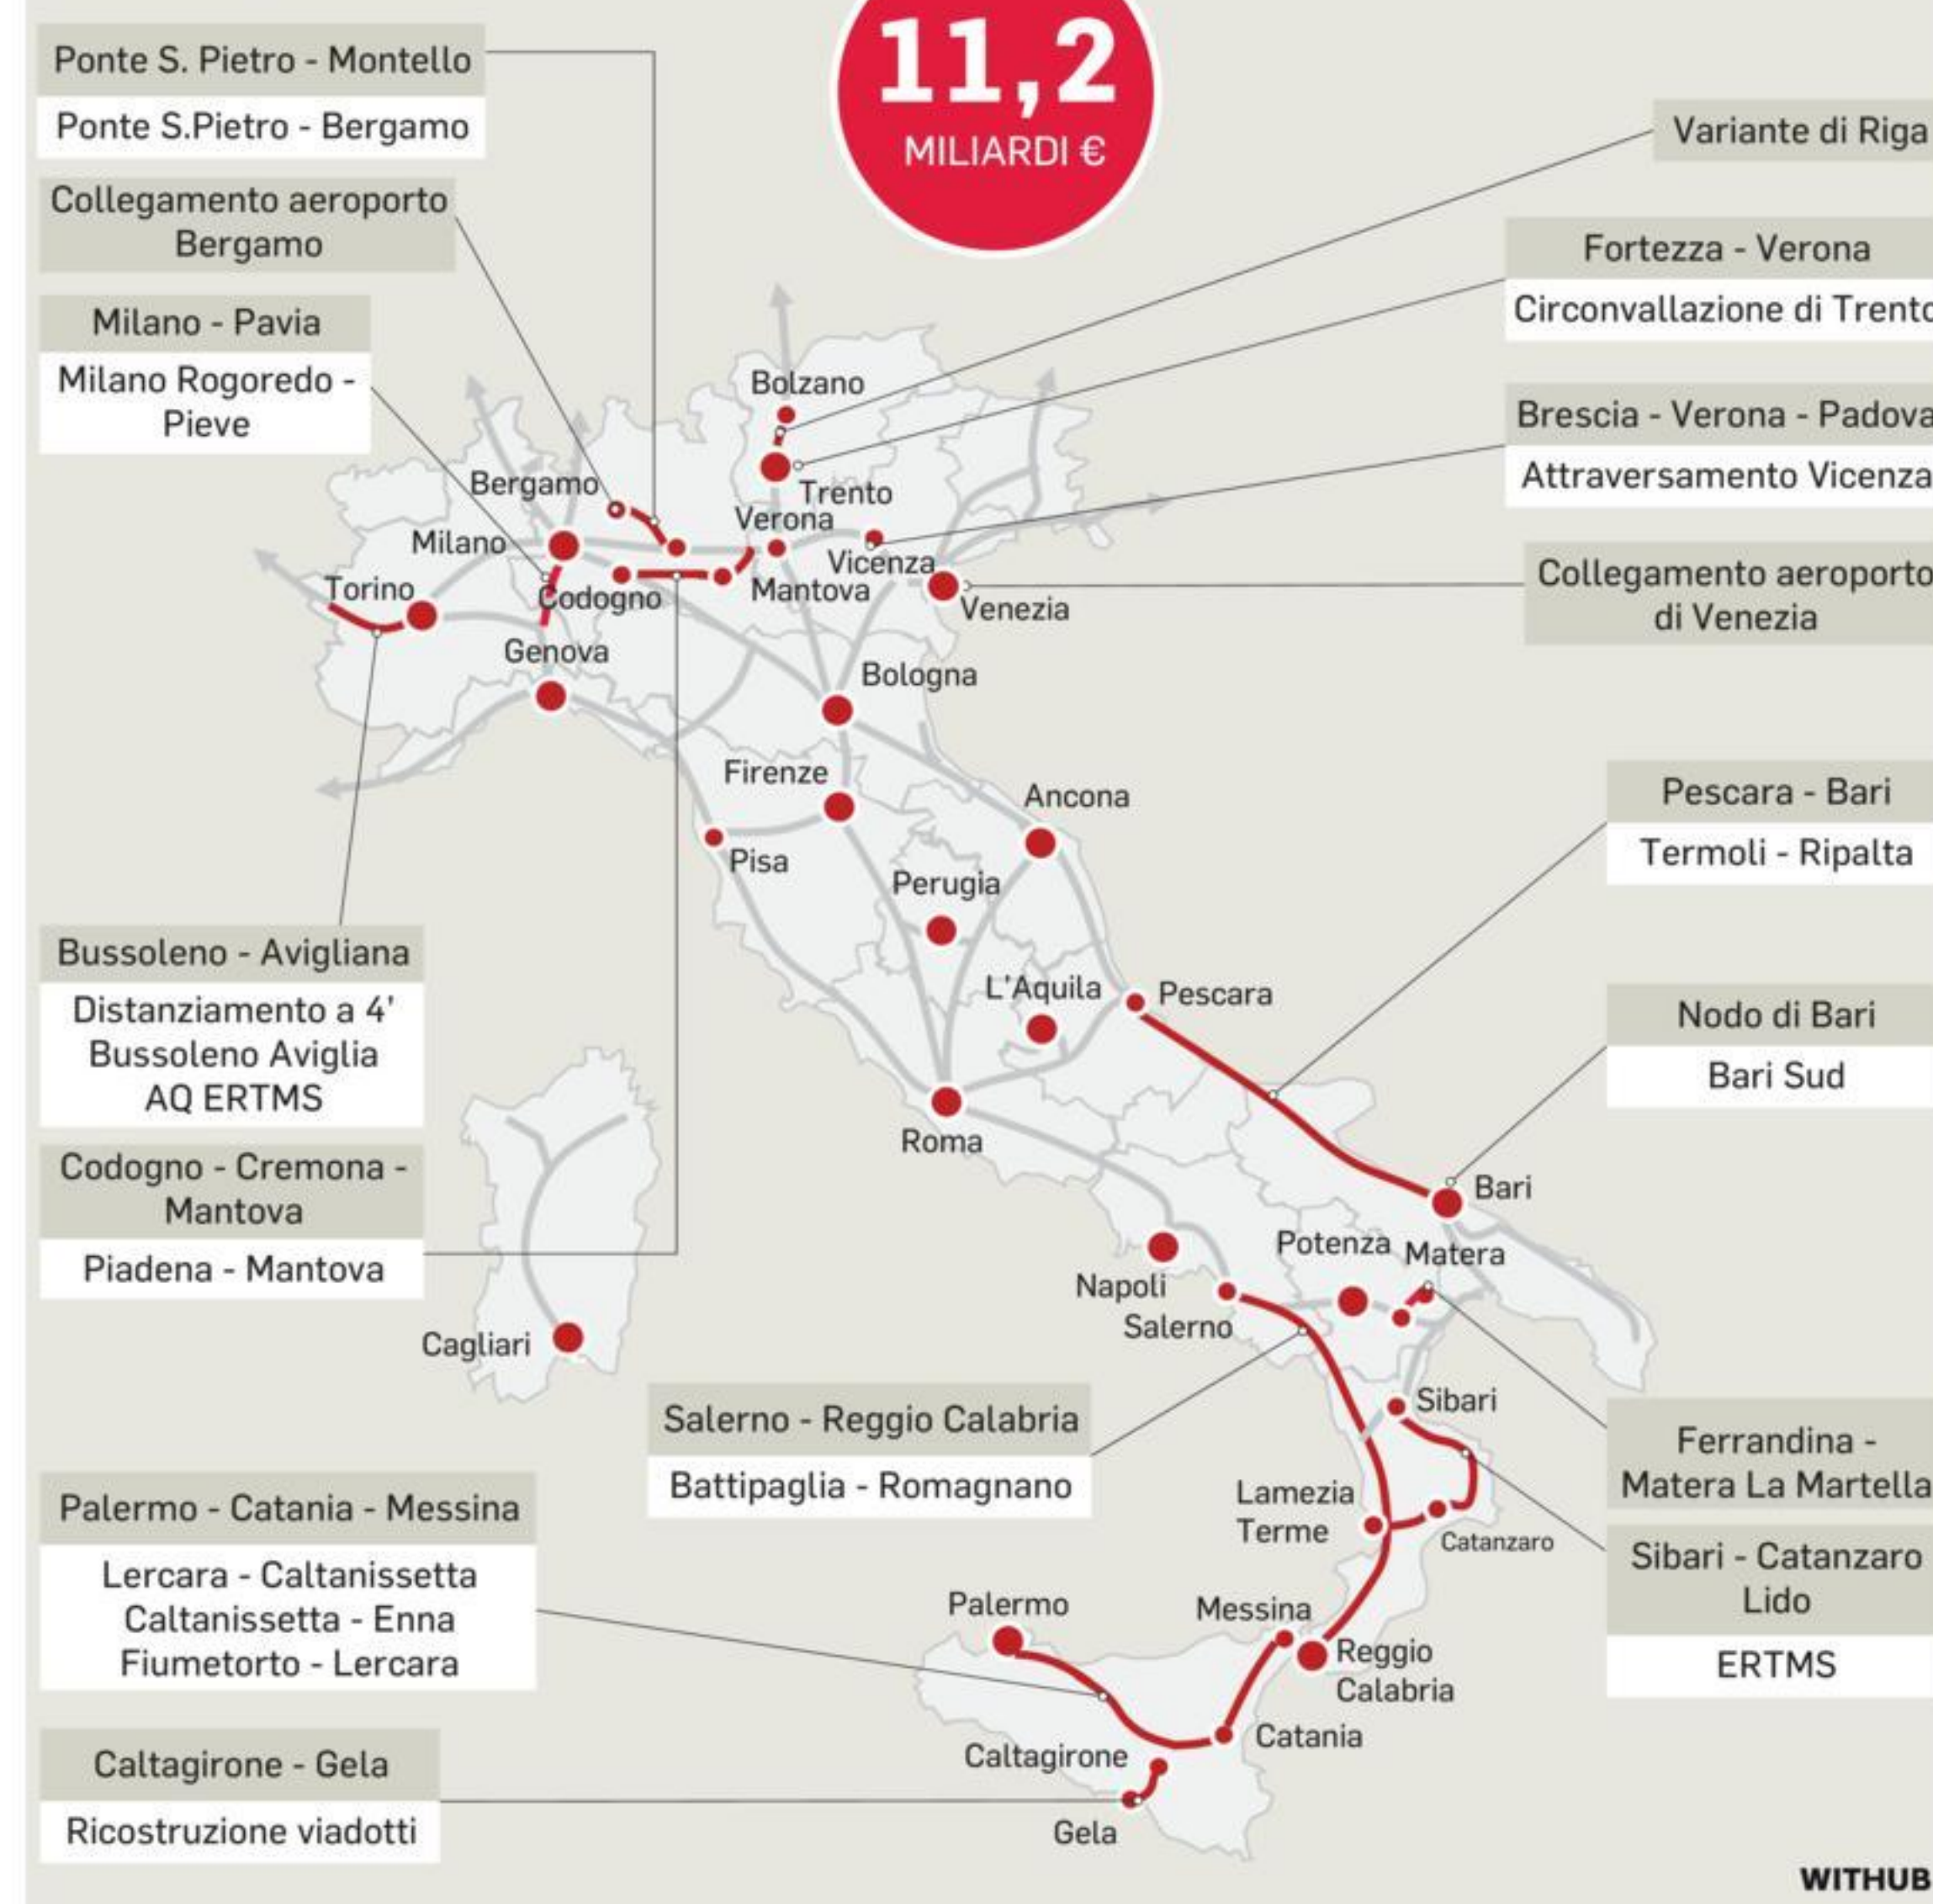 11,2
MILIARDI €
Ponte S. Pietro - Montello
Ponte S.Pietro - Bergamo
Collegamento aeroporto
Bergamo
Milano - Pavia
Milano Rogoredo -
Pieve
Variante di Riga
Fortezza - Verona
Circonvallazione di Trento
Brescia - Verona - Padova
Attraversamento Vicenza
Collegamento aeroporto
di Venezia
Bolzano
Bergamo
Trento
Verona
Milano
Vicenza
Torino
Codogno
Mantova
Venezia
Genova
Bologna
Firenze
Ancona
Pisa
Perugia
L'Aquila
Pescara
Roma
Bari
Potenza
Matera
Napoli
Salerno
Cagliari
Sibari
Lamezia
Terme
Catanzaro
Palermo
Messina
Reggio
Calabria
Catania
Caltagirone
Gela
Pescara - Bari
Termoli - Ripalta
Nodo di Bari
Bari Sud
Bussoleno - Avigliana
Distanziamento a 4'
Bussoleno Aviglia
AQ ERTMS
Codogno - Cremona -
Mantova
Piadena - Mantova
Salerno - Reggio Calabria
Battipaglia - Romagnano
Ferrandina -
Matera La Martella
Sibari - Catanzaro
Lido
ERTMS
Palermo - Catania - Messina
Lercara - Caltanissetta
Caltanissetta - Enna
Fiumetorto - Lercara
Caltagirone - Gela
Ricostruzione viadotti
WITHUB